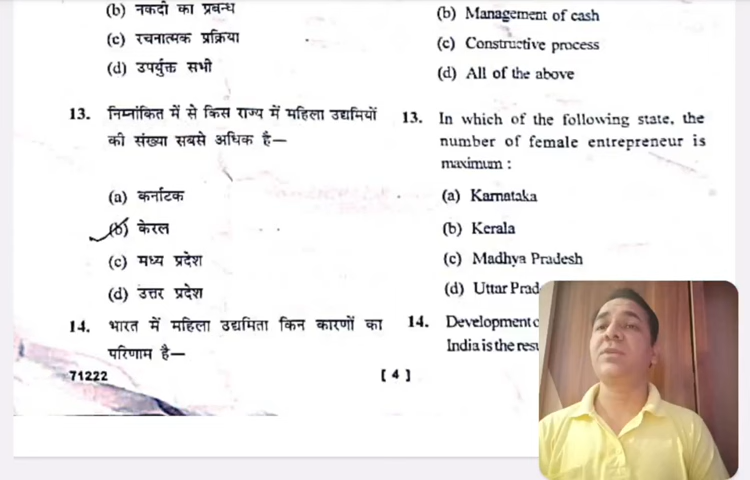 (b) नकदी का प्रबन्ध
(c) रचनात्मक प्रक्रिया
(d) उपर्युक्त सभी
13. निम्नांकित में से किस राज्य में महिला उद्यमियों
की संख्या सबसे अधिक है—
(a) कर्नाटक
(b) केरल
(c) मध्य प्रदेश
(d) उत्तर प्रदेश
14. भारत में महिला उद्यमिता किन कारणों का
परिणाम है—
71222
(b) Management of cash
(c) Constructive process
(d) All of the above
13. In which of the following state, the
number of female entrepreneur is
maximum :
(a) Karnataka
(b) Kerala
(c) Madhya Pradesh
(d) Uttar Prad
14. Development
India is the
[ 4 ]